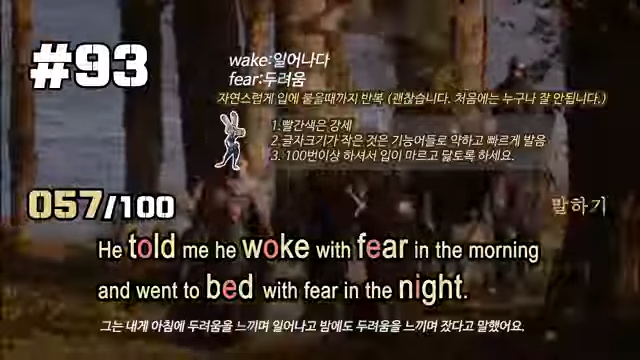 #93
wake:일어나다
fear:두려움
자연스럽게 입에 붙을때까지 반복 (괜찮습니다. 처음에는 누구나 잘 안됩니다.)
1.빨간색은 강세
2.글자크기가 작은 것은 기능어들로 약하고 빠르게 발음
3. 100번이상 하셔서 입이 마르고 닳토록 하세요.
057/100
말하기
He told me he woke with fear in the morning
and went to bed with fear in the night.
그는 내게 아침에 두려움을 느끼며 일어나고 밤에도 두려움을 느끼며 잤다고 말했어요.